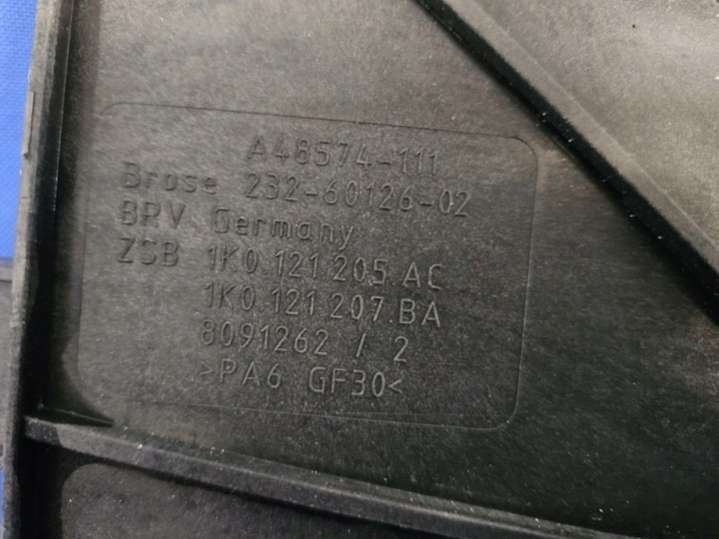 A48574-111
Brose 232-60126-02
BRV Germany
ZSB 1K0.121.205.AC
1K0.121.207.BA
8091262 / 2
>PA6 GF30<